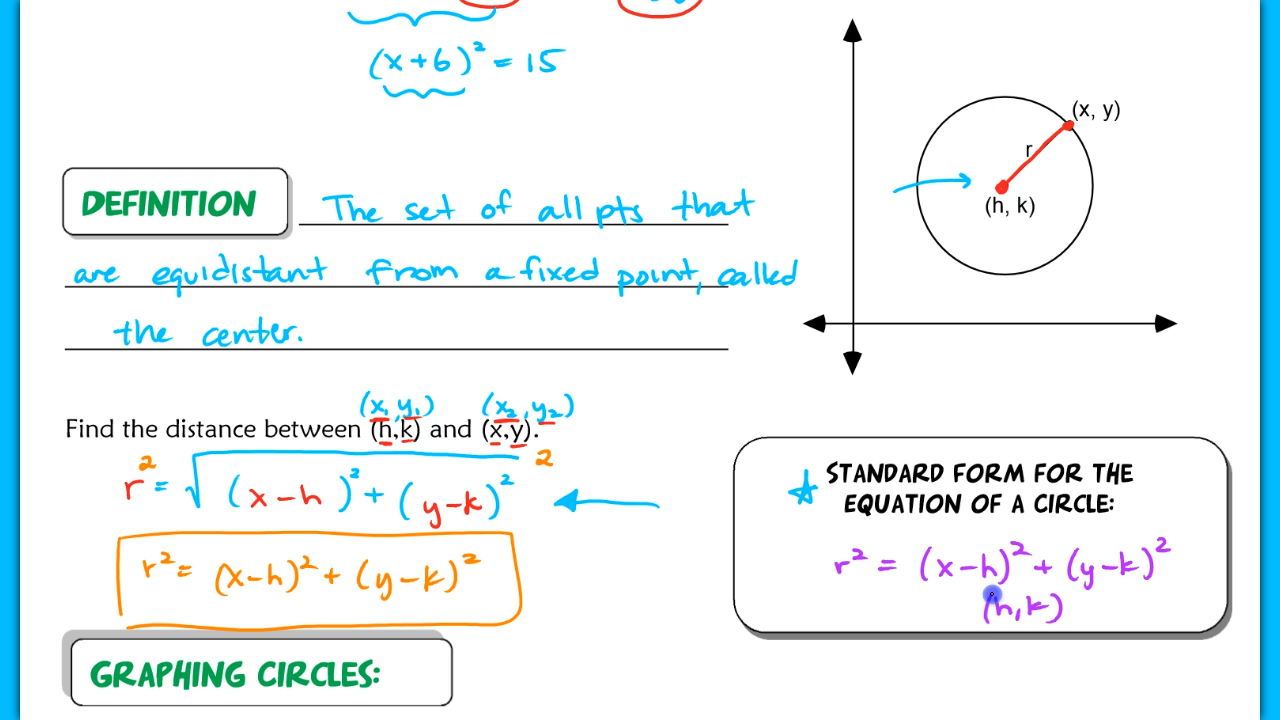 (x+6)² = 15
(x, y)
r
(h, k)
DEFINITION The set of all pts that
are equidistant from a fixed point, called
the center.
(x₁, y₁) (x₂, y₂)
Find the distance between (h,k) and (x,y).
r² = √(x-h)² + (y-k)² ²
r² = (x-h)² + (y-k)²
STANDARD FORM FOR THE
EQUATION OF A CIRCLE:
r² = (x-h)² + (y-k)²
(h, k)
GRAPHING CIRCLES: